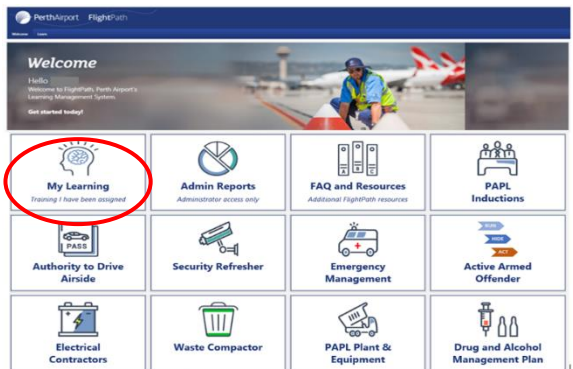 PerthAirport FlightPath
Welcome Learn
Welcome
Hello
Welcome to FlightPath, Perth Airport's
Learning Management System.
Get started today!
My Learning
Training I have been assigned
Admin Reports
Administrator access only
A B C
FAQ and Resources
Additional FlightPath resources
PAPL
Inductions
PASS
Authority to Drive
Airside
Security Refresher
Emergency
Management
RUN
HIDE
ACT
Active Armed
Offender
Electrical
Contractors
Waste Compactor
PAPL Plant &
Equipment
Drug and Alcohol
Management Plan